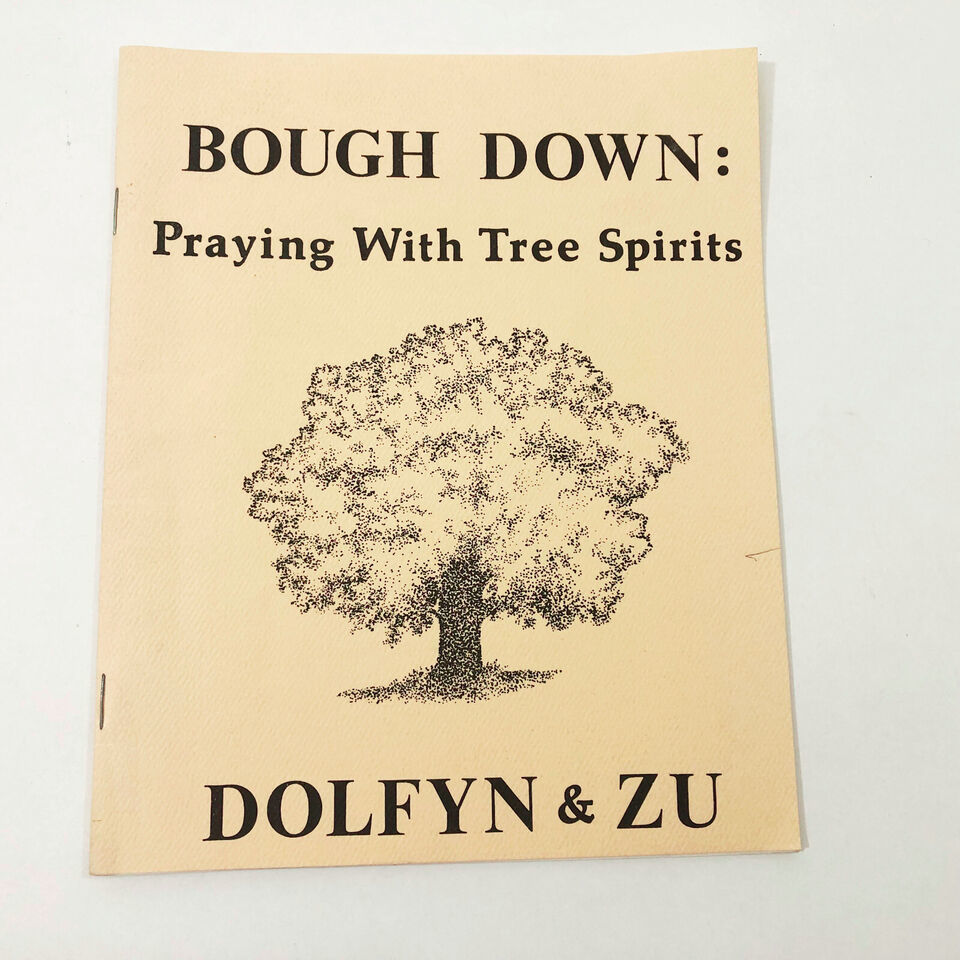 BOUGH DOWN:
Praying With Tree Spirits
DOLFYN & ZU